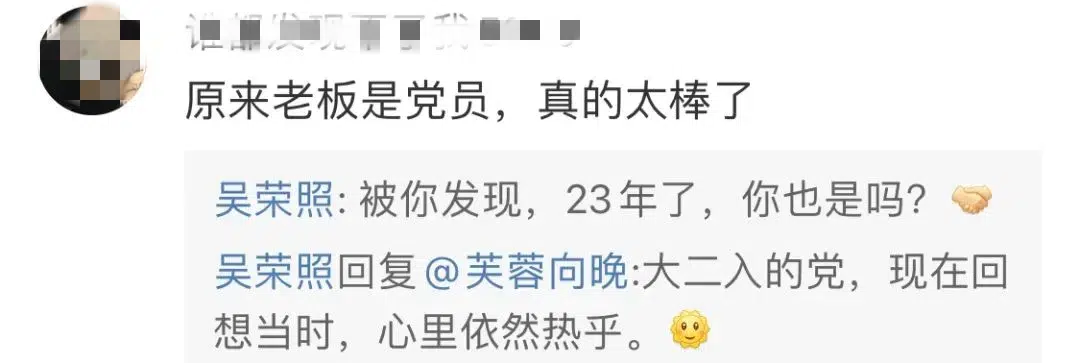 原来老板是党员，真的太棒了
吴荣照: 被你发现，23年了，你也是吗？
吴荣照回复@芙蓉向晚:大二入的党，现在回
想当时，心里依然热乎。